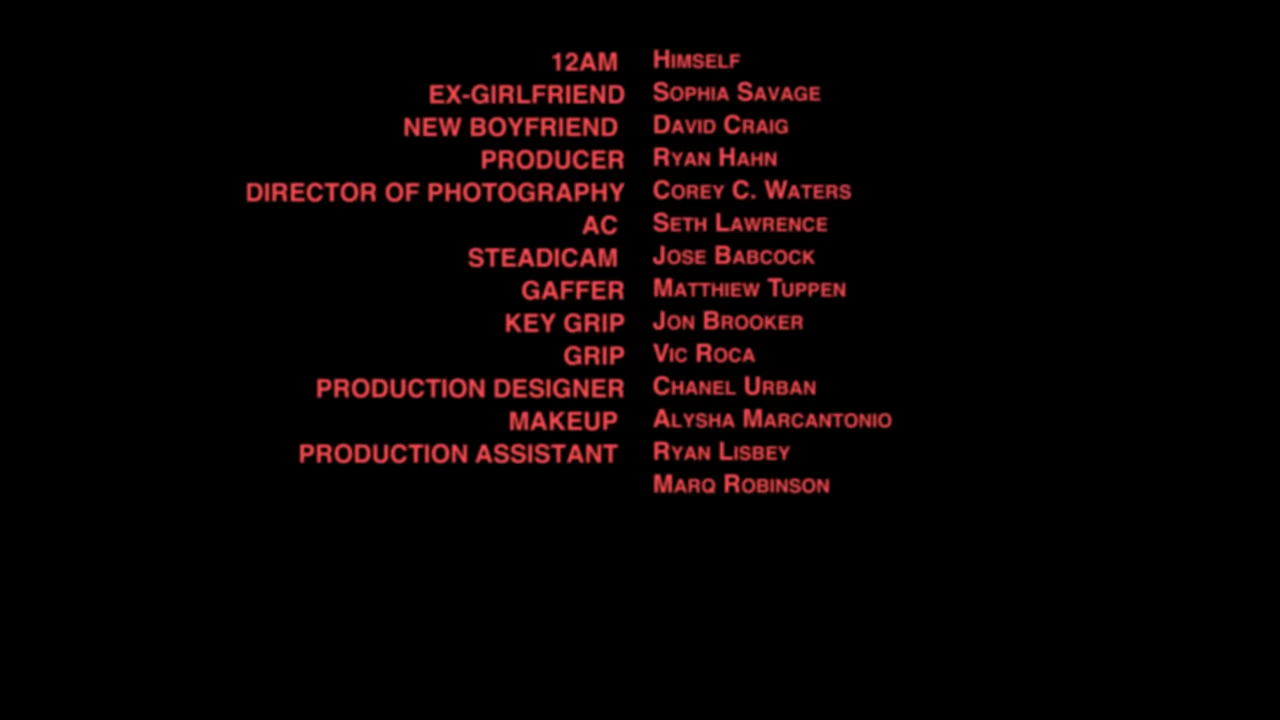 12AM Himself
EX-GIRLFRIEND Sophia Savage
NEW BOYFRIEND David Craig
PRODUCER Ryan Hahn
DIRECTOR OF PHOTOGRAPHY Corey C. Waters
AC Seth Lawrence
STEADICAM Jose Babcock
GAFFER Matthiew Tuppen
KEY GRIP Jon Brooker
GRIP Vic Roca
PRODUCTION DESIGNER Chanel Urban
MAKEUP Alysha Marcantonio
PRODUCTION ASSISTANT Ryan Lisbey
Marq Robinson